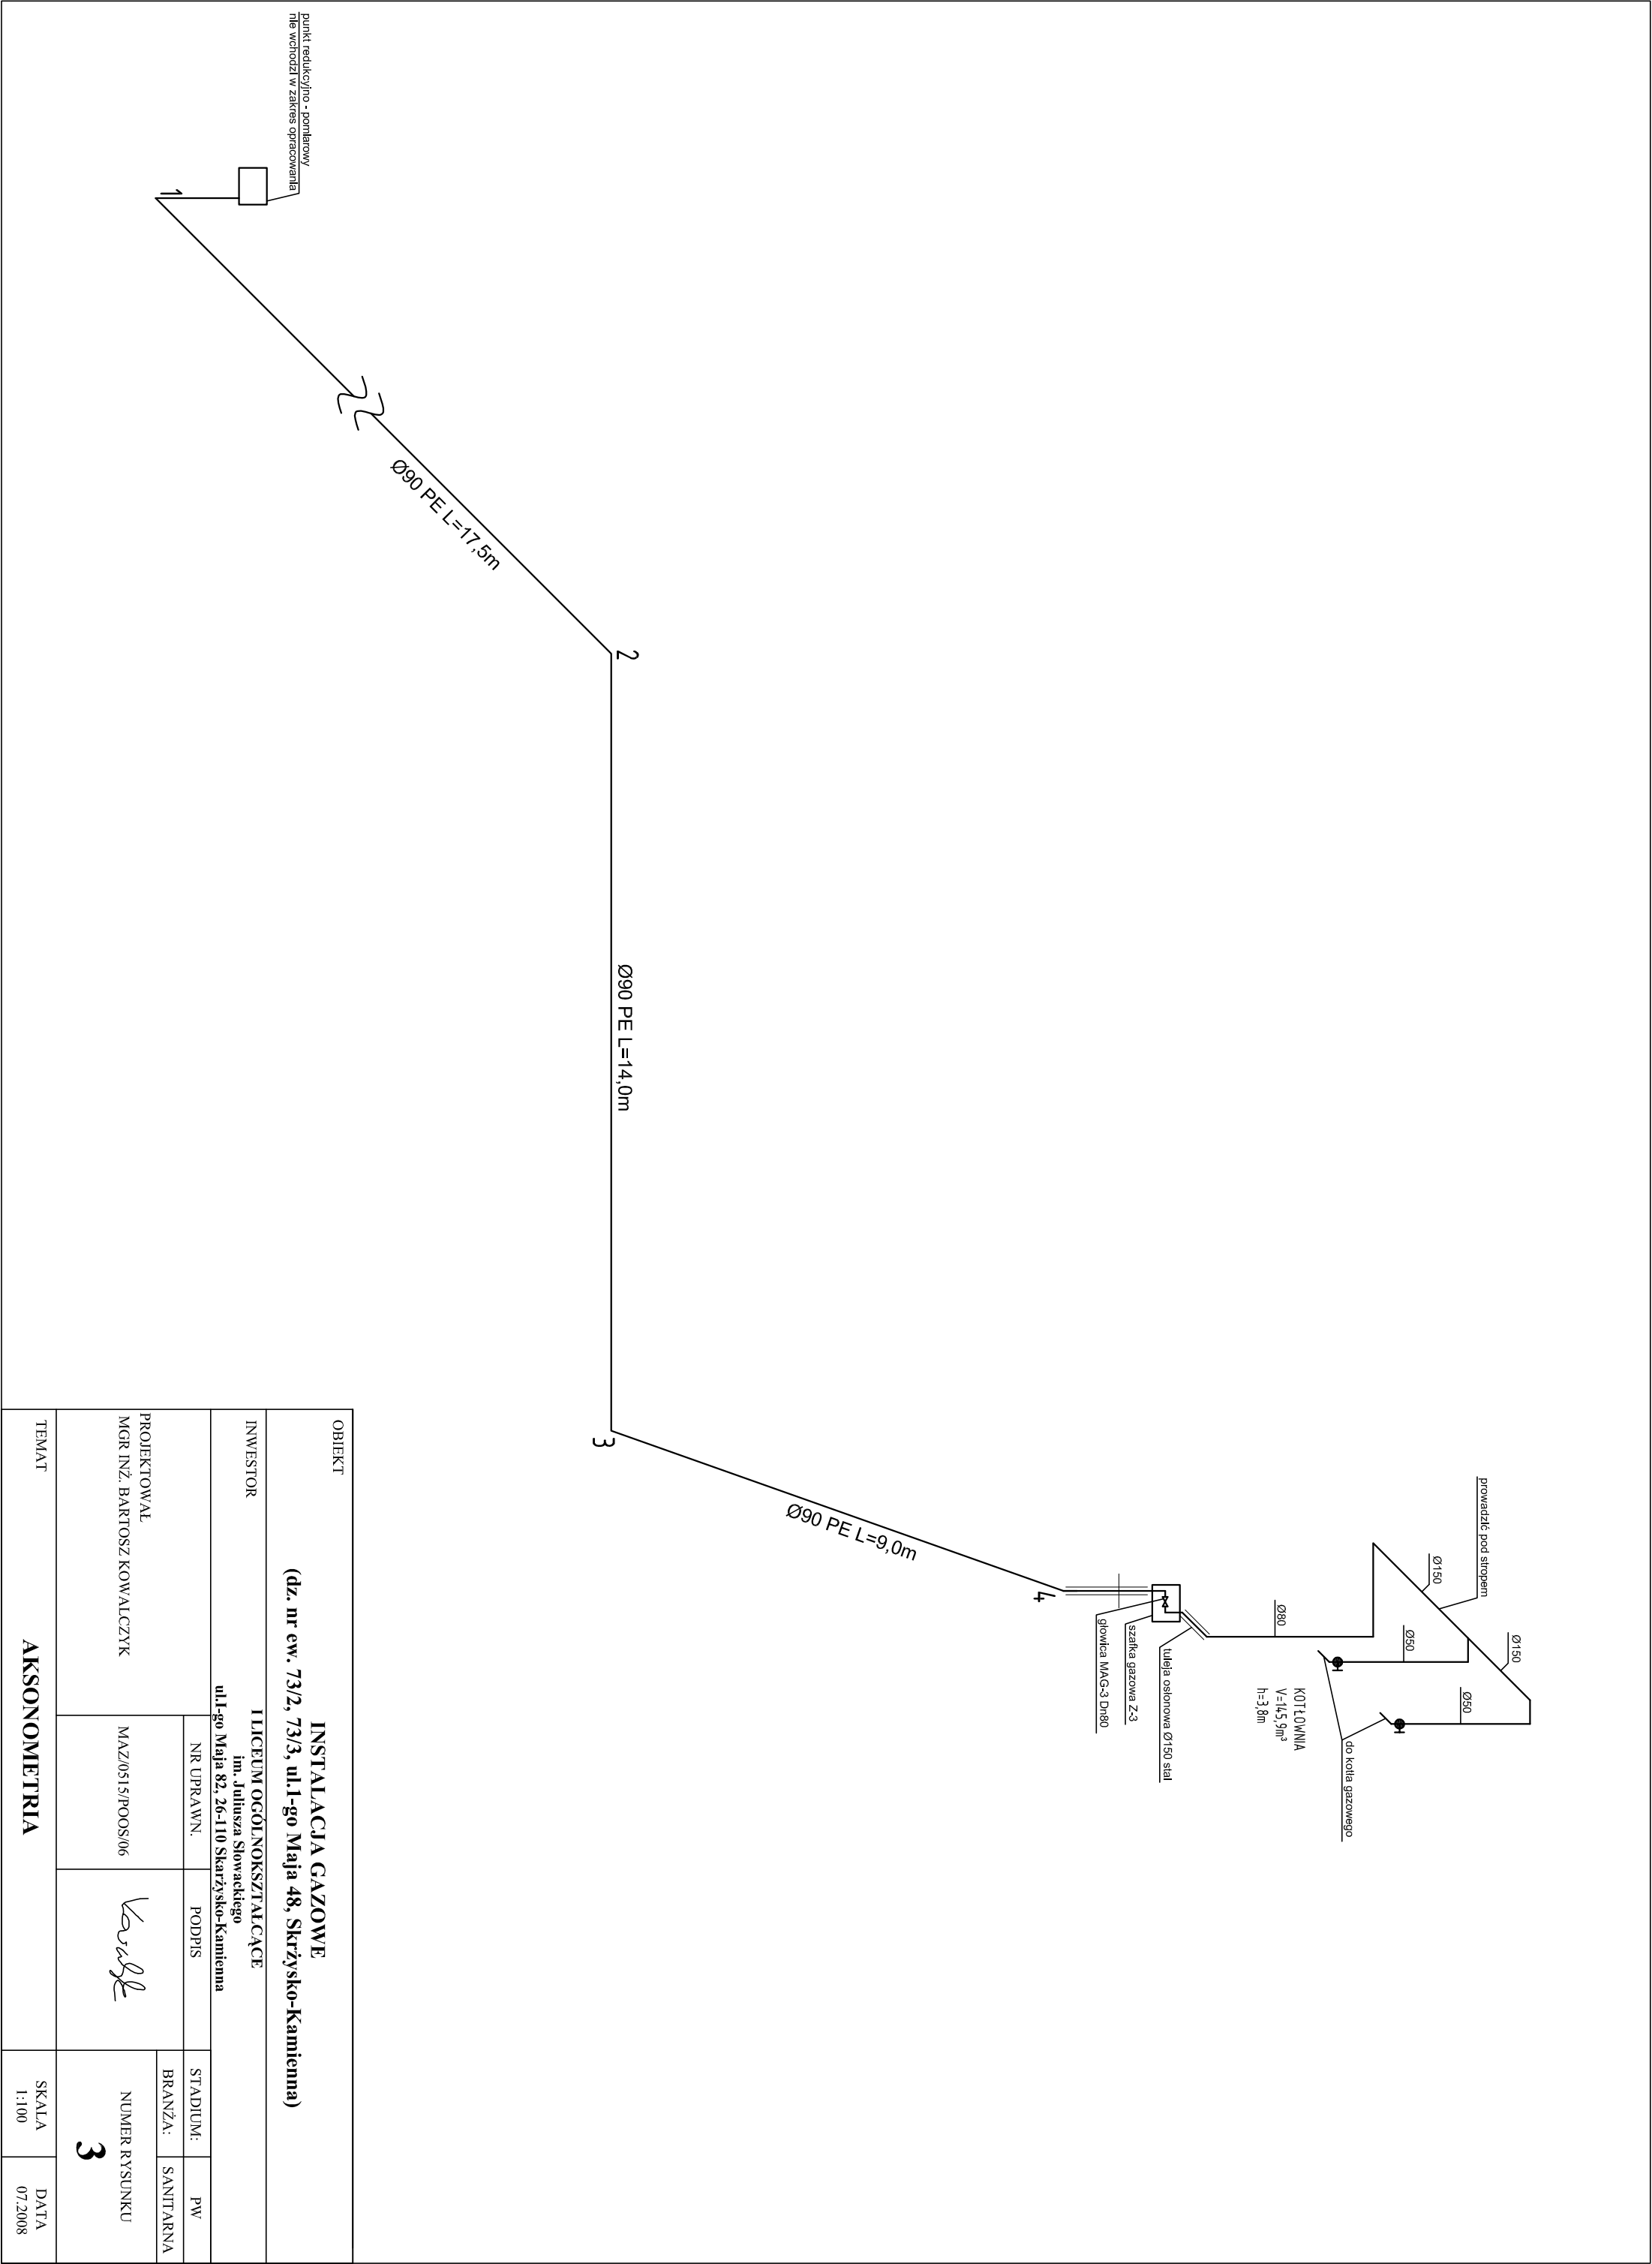 punkt redukcyjno - pomiarowy
nie wchodzi w zakres opracowania
1
Ø90 PE L=17,5m
2
Ø90 PE L=14,0m
3
Ø90 PE L=9,0m
4
głowica MAG-3 Dn80
szafka gazowa Z-3
tuleja osłonowa Ø150 stal
Ø80
prowadzić pod stropem
Ø150
Ø150
Ø50
Ø50
KOTŁOWNIA
V=145,9m³
h=3,8m
do kotła gazowego
OBIEKT
INSTALACJA GAZOWE
(dz. nr ew. 73/2, 73/3, ul.1-go Maja 48, Skrżysko-Kamienna)
INWESTOR
I LICEUM OGÓLNOKSZTAŁCĄCE
im. Juliusza Słowackiego
ul.I-go Maja 82, 26-110 Skarżysko-Kamienna
NR UPRAWN.
PODPIS
STADIUM:
PW
PROJEKTOWAŁ
MGR INŻ. BARTOSZ KOWALCZYK
MAZ/0515/POOS/06
BRANŻA:
SANITARNA
NUMER RYSUNKU
3
TEMAT
AKSONOMETRIA
SKALA
1:100
DATA
07.2008